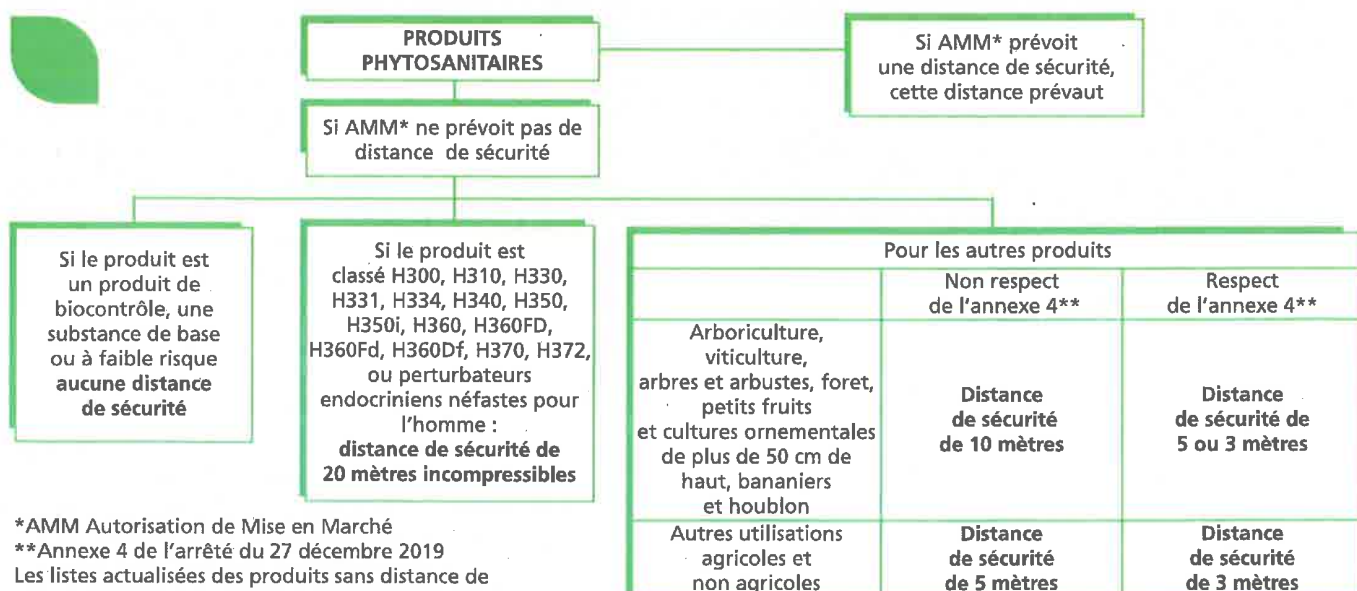 PRODUITS
PHYTOSANITAIRES
Si AMM* prévoit
une distance de sécurité,
cette distance prévaut
Si AMM* ne prévoit pas de
distance de sécurité
Si le produit est
un produit de
biocontrôle, une
substance de base
ou à faible risque
aucune distance
de sécurité
Si le produit est
classé H300, H310, H330,
H331, H334, H340, H350,
H350i, H360, H360FD,
H360Fd, H360Df, H370, H372,
ou perturbateurs
endocriniens néfastes pour
l'homme :
distance de sécurité de
20 mètres incompressibles
Pour les autres produits
Non respect
de l'annexe 4**
Respect
de l'annexe 4**
Arboriculture,
viticulture,
arbres et arbustes, foret,
petits fruits
et cultures ornementales
de plus de 50 cm de
haut, bananiers
et houblon
Distance
de sécurité
de 10 mètres
Distance
de sécurité de
5 ou 3 mètres
Autres utilisations
agricoles et
non agricoles
Distance
de sécurité
de 5 mètres
Distance
de sécurité
de 3 mètres
*AMM Autorisation de Mise en Marché
**Annexe 4 de l'arrêté du 27 décembre 2019
Les listes actualisées des produits sans distance de